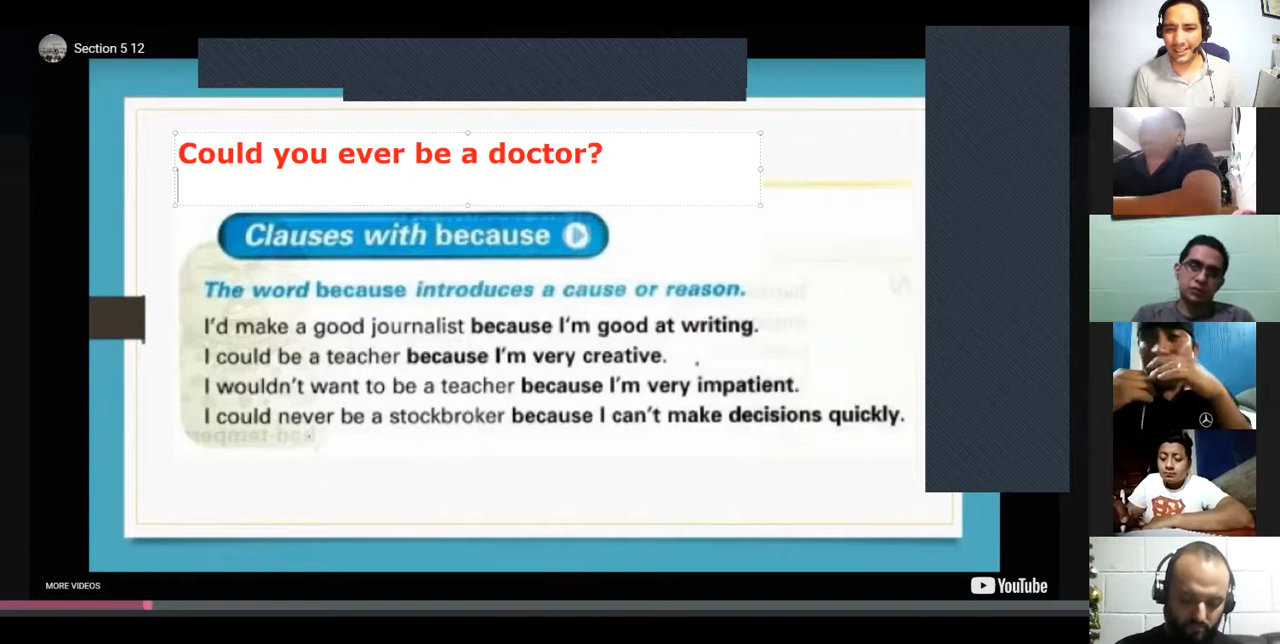 Section 5 12
Could you ever be a doctor?
Clauses with because
The word because introduces a cause or reason.
I'd make a good journalist because I'm good at writing.
I could be a teacher because I'm very creative.
I wouldn't want to be a teacher because I'm very impatient.
I could never be a stockbroker because I can't make decisions quickly.
MORE VIDEOS
YouTube